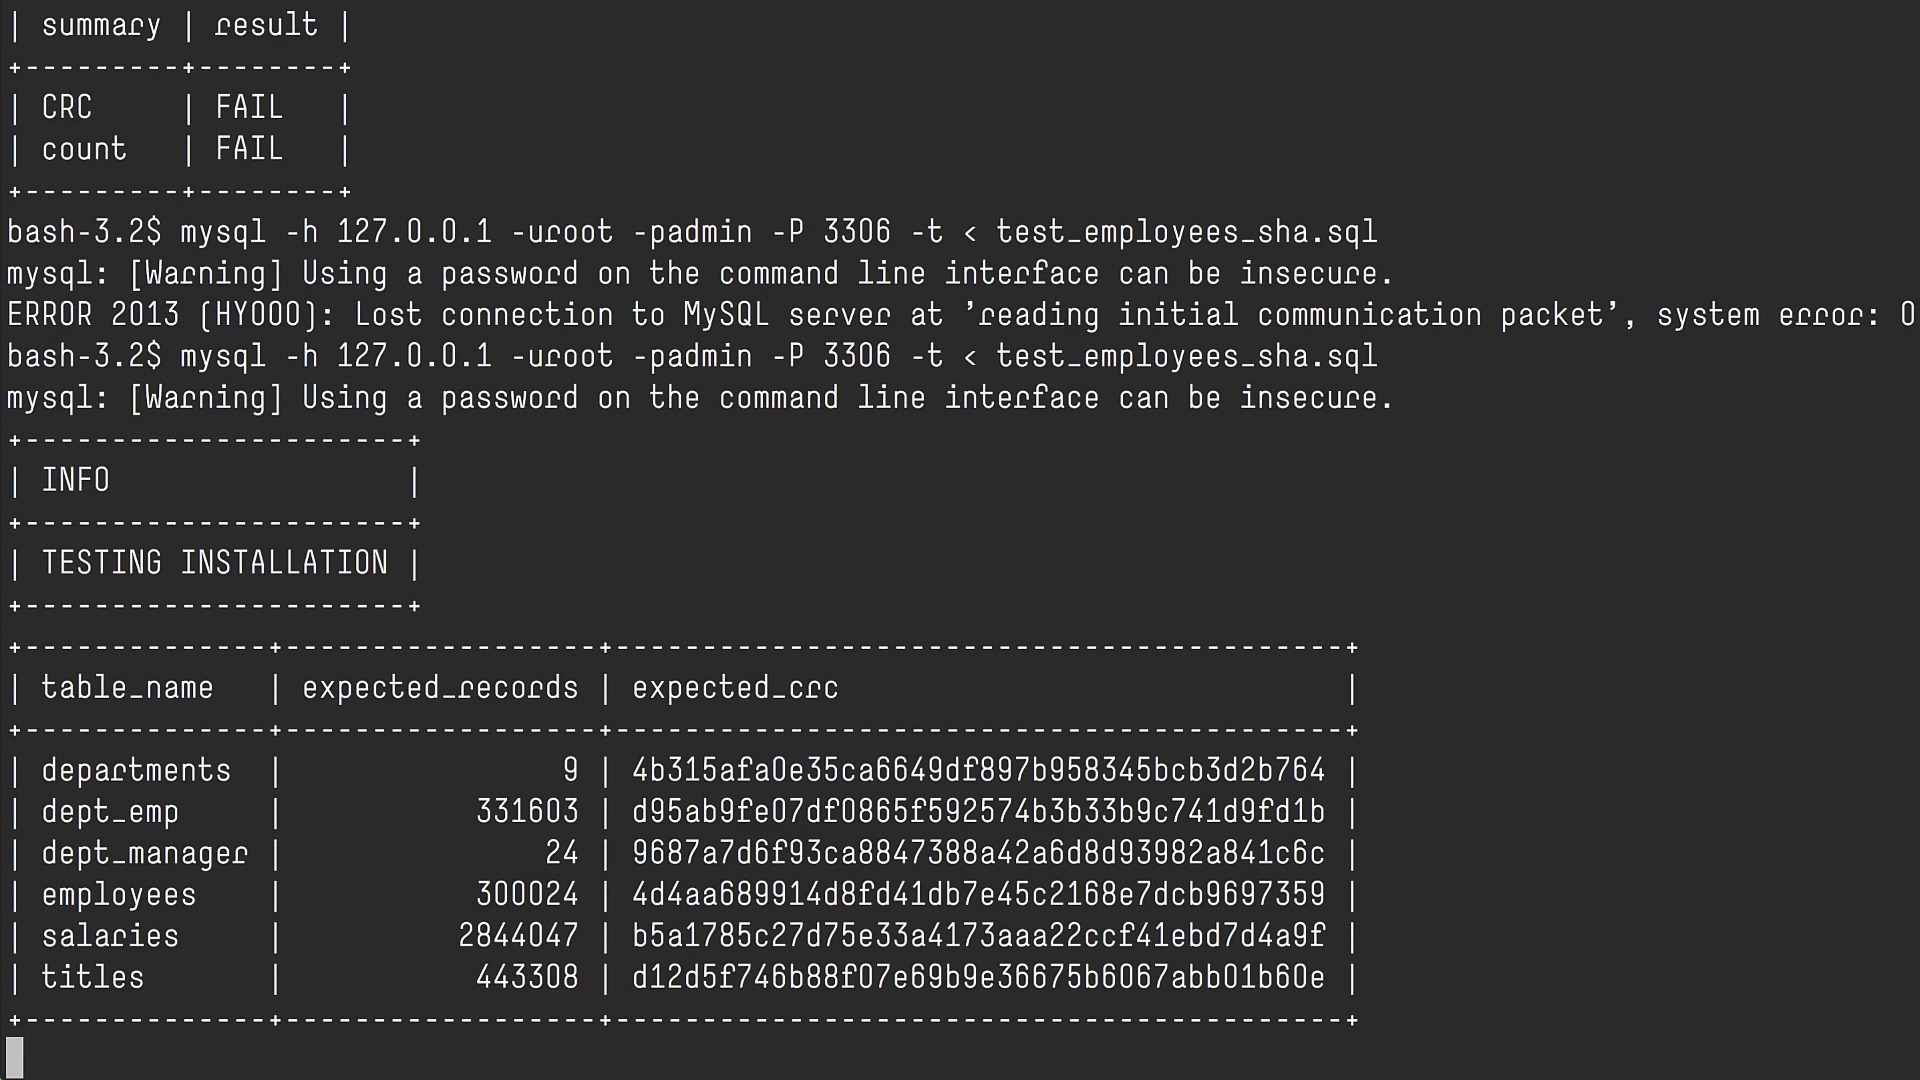 | summary | result |
+---------+--------+
| CRC     | FAIL   |
| count   | FAIL   |
+---------+--------+
bash-3.2$ mysql -h 127.0.0.1 -uroot -padmin -P 3306 -t < test_employees_sha.sql
mysql: [Warning] Using a password on the command line interface can be insecure.
ERROR 2013 (HY000): Lost connection to MySQL server at 'reading initial communication packet', system error: 0
bash-3.2$ mysql -h 127.0.0.1 -uroot -padmin -P 3306 -t < test_employees_sha.sql
mysql: [Warning] Using a password on the command line interface can be insecure.
+----------------------+
| INFO                 |
+----------------------+
| TESTING INSTALLATION |
+----------------------+
+--------------+------------------+------------------------------------------+
| table_name   | expected_records | expected_crc                             |
+--------------+------------------+------------------------------------------+
| departments  |                9 | 4b315afa0e35ca6649df897b958345bcb3d2b764 |
| dept_emp     |           331603 | d95ab9fe07df0865f592574b3b33b9c741d9fd1b |
| dept_manager |               24 | 9687a7d6f93ca8847388a42a6d8d93982a841c6c |
| employees    |           300024 | 4d4aa689914d8fd41db7e45c2168e7dcb9697359 |
| salaries     |          2844047 | b5a1785c27d75e33a4173aaa22ccf41ebd7d4a9f |
| titles       |           443308 | d12d5f746b88f07e69b9e36675b6067abb01b60e |
+--------------+------------------+------------------------------------------+